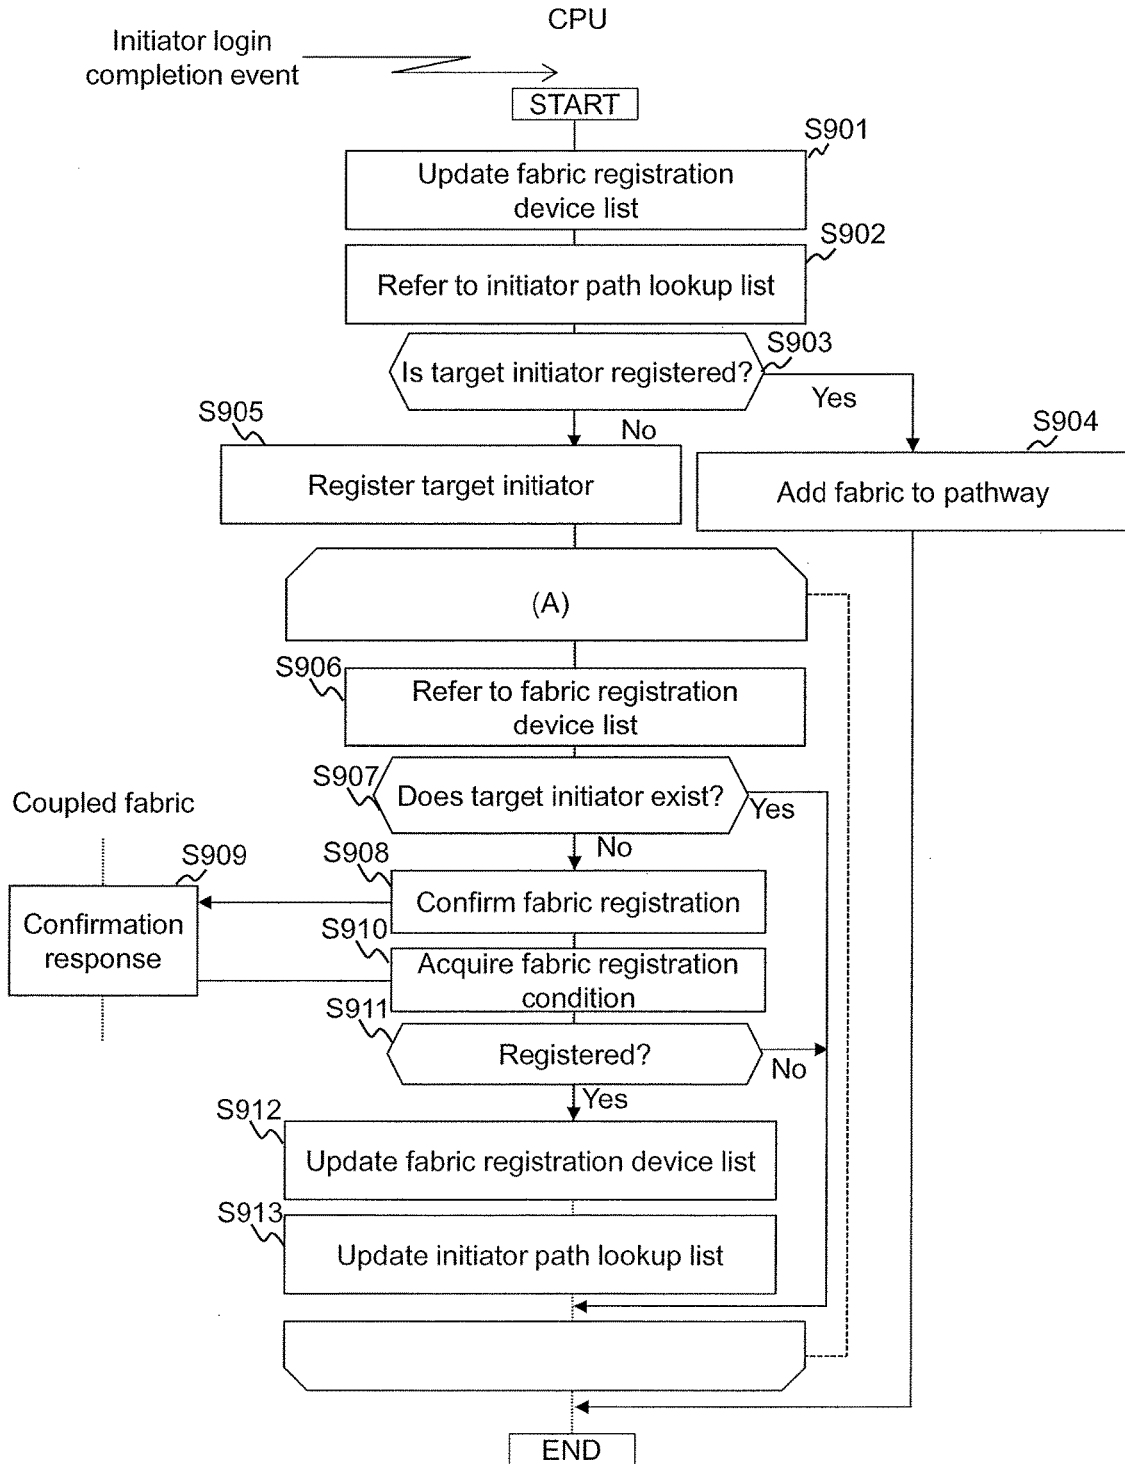 CPU
Initiator login
completion event
START
S901
Update fabric registration
device list
S902
Refer to initiator path lookup list
S903
Is target initiator registered?
Yes
No
S905
Register target initiator
S904
Add fabric to pathway
(A)
S906
Refer to fabric registration
device list
S907
Does target initiator exist?
Yes
No
Coupled fabric
S909
Confirmation
response
S908
Confirm fabric registration
S910
Acquire fabric registration
condition
S911
Registered?
No
Yes
S912
Update fabric registration device list
S913
Update initiator path lookup list
END